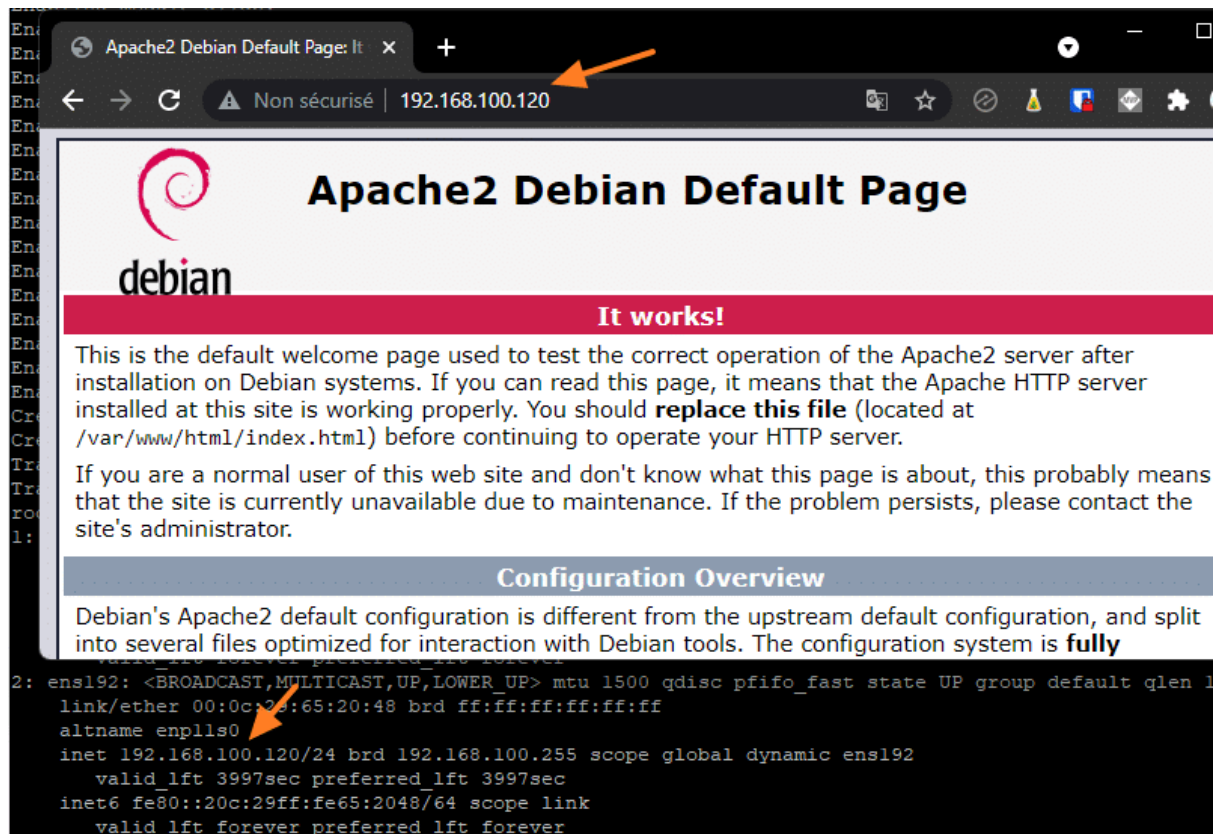 Apache2 Debian Default Page: It
Non sécurisé 192.168.100.120
debian
Apache2 Debian Default Page
It works!
This is the default welcome page used to test the correct operation of the Apache2 server after
installation on Debian systems. If you can read this page, it means that the Apache HTTP server
installed at this site is working properly. You should replace this file (located at
/var/www/html/index.html) before continuing to operate your HTTP server.
If you are a normal user of this web site and don't know what this page is about, this probably means
that the site is currently unavailable due to maintenance. If the problem persists, please contact the
site's administrator.
Configuration Overview
Debian's Apache2 default configuration is different from the upstream default configuration, and split
into several files optimized for interaction with Debian tools. The configuration system is fully
valid_lft forever preferred_lft forever
2: ens192: <BROADCAST,MULTICAST,UP,LOWER_UP> mtu 1500 qdisc pfifo_fast state UP group default qlen 1
link/ether 00:0c:29:65:20:48 brd ff:ff:ff:ff:ff:ff
altname enp11s0
inet 192.168.100.120/24 brd 192.168.100.255 scope global dynamic ens192
valid_lft 3997sec preferred_lft 3997sec
inet6 fe80::20c:29ff:fe65:2048/64 scope link
valid_lft forever preferred_lft forever